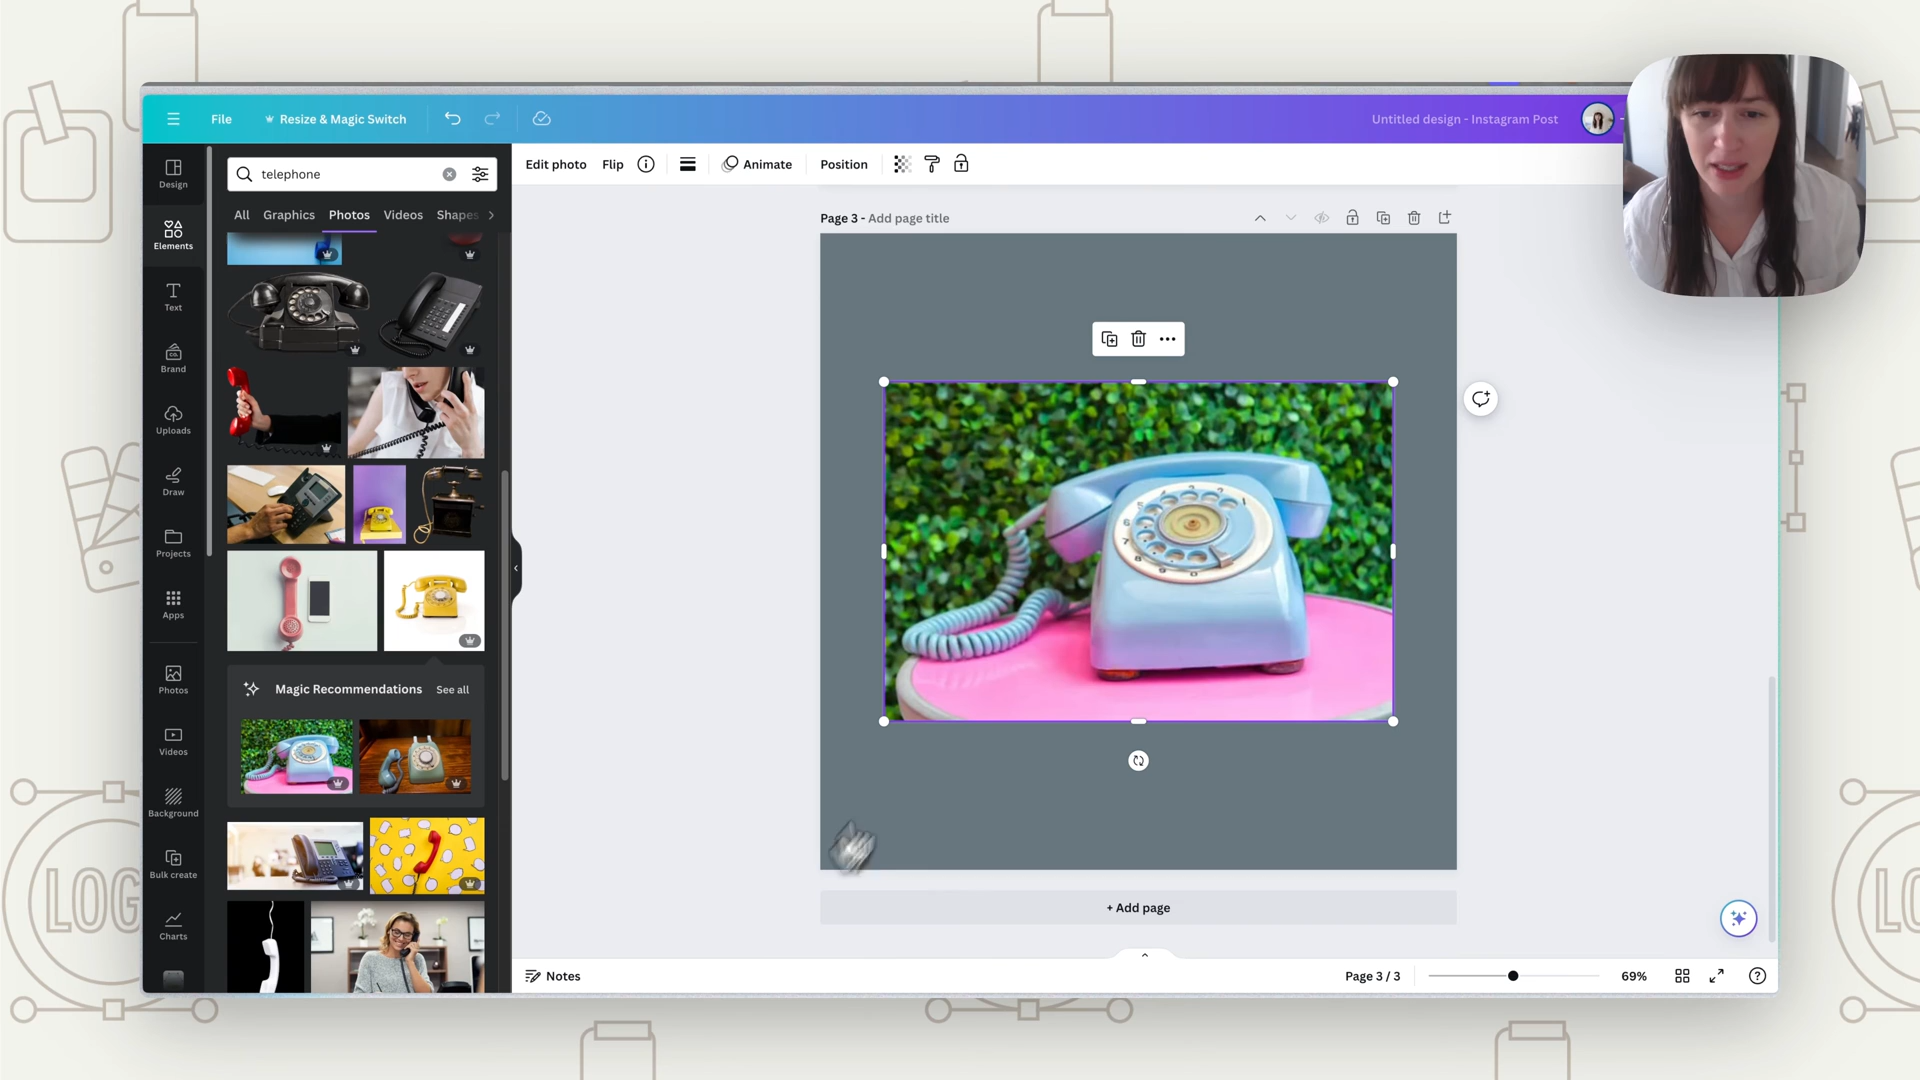 File
Resize & Magic Switch
Untitled design - Instagram Post
Design
Elements
Text
Brand
Uploads
Draw
Projects
Apps
Photos
Videos
Background
Bulk create
Charts
telephone
All Graphics Photos Videos Shapes
Magic Recommendations See all
Edit photo Flip Animate Position
Page 3 - Add page title
+ Add page
Notes
Page 3 / 3
69%
LOG
LO